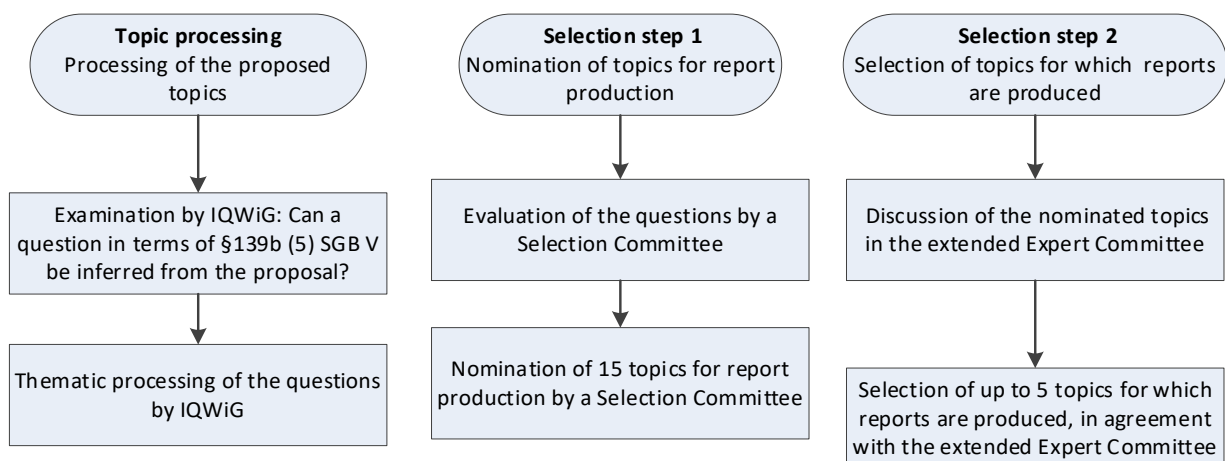 Topic processing
Processing of the proposed
topics
Examination by IQWiG: Can a
question in terms of §139b (5) SGB V
be inferred from the proposal?
Thematic processing of the questions
by IQWiG
Selection step 1
Nomination of topics for report
production
Evaluation of the questions by a
Selection Committee
Nomination of 15 topics for report
production by a Selection Committee
Selection step 2
Selection of topics for which reports
are produced
Discussion of the nominated topics
in the extended Expert Committee
Selection of up to 5 topics for which
reports are produced, in agreement
with the extended Expert Committee